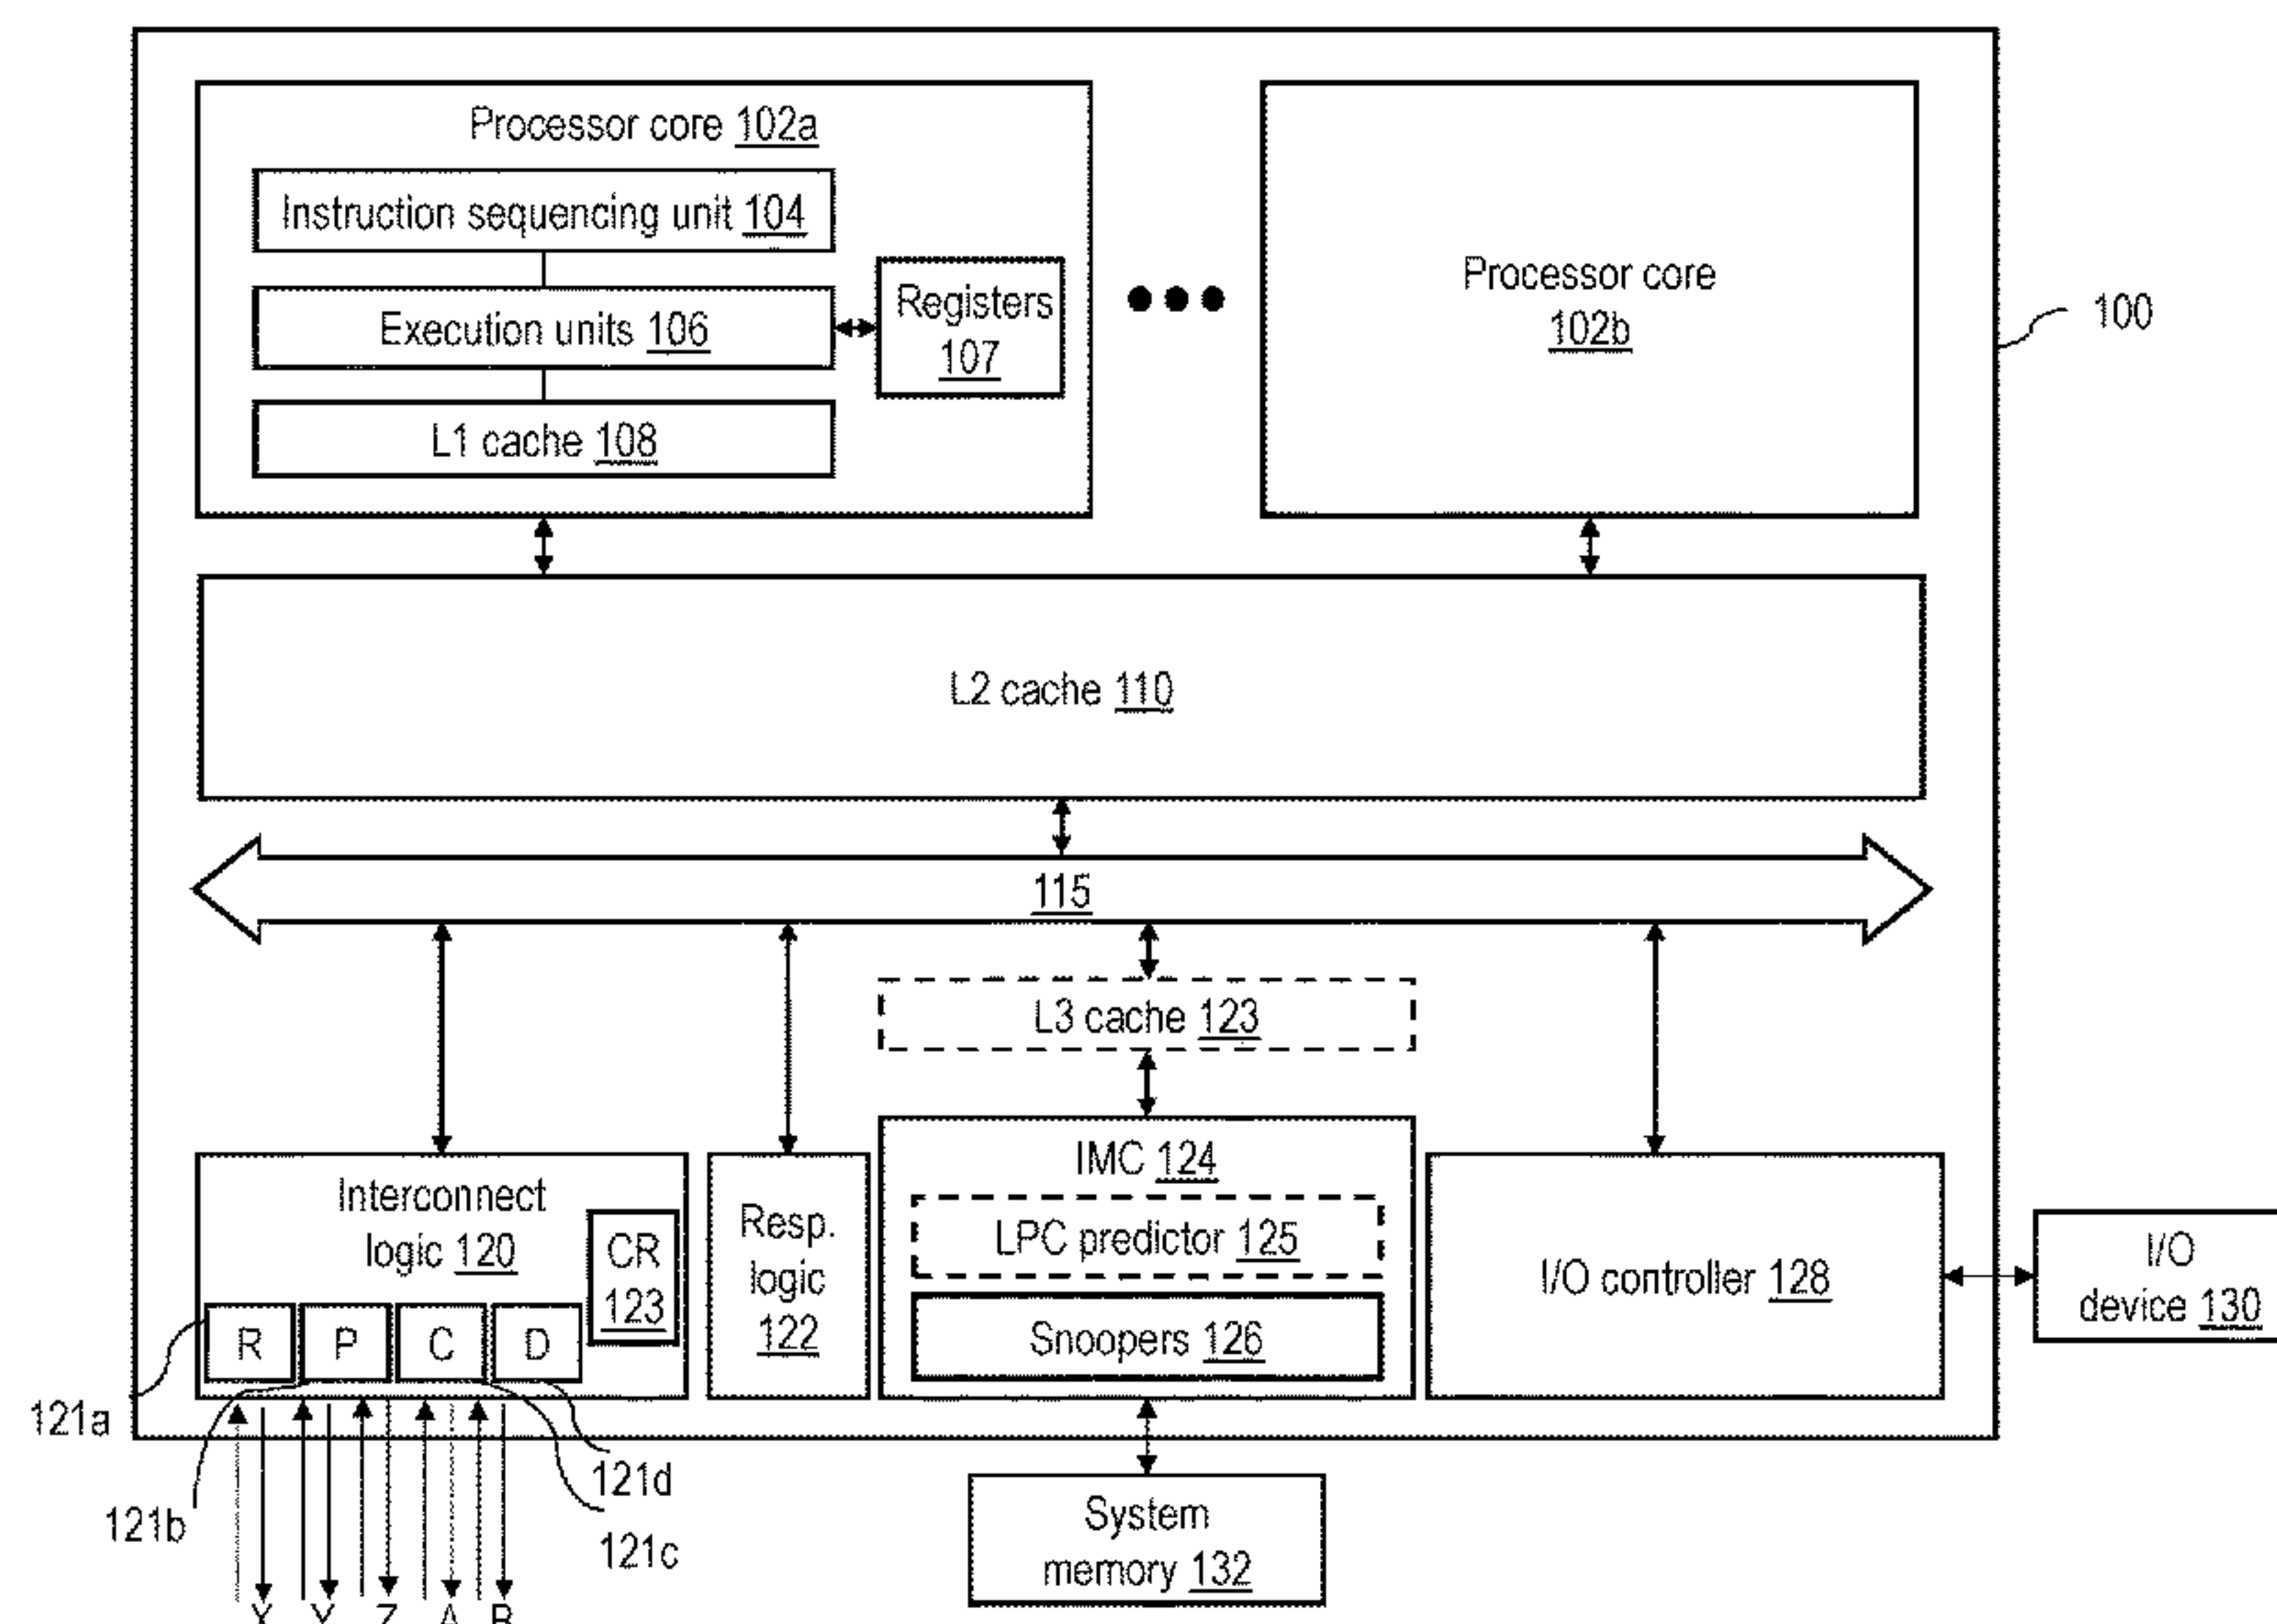 Processor core 102a
Instruction sequencing unit 104
Execution units 106
Registers
107
L1 cache 108
Processor core
102b
100
L2 cache 110
115
L3 cache 123
Interconnect
logic 120
CR
123
R
P
C
D
Resp.
logic
122
IMC 124
LPC predictor 125
Snoopers 126
I/O controller 128
I/O
device 130
121a
121b
121d
121c
System
memory 132
X Y Z A B